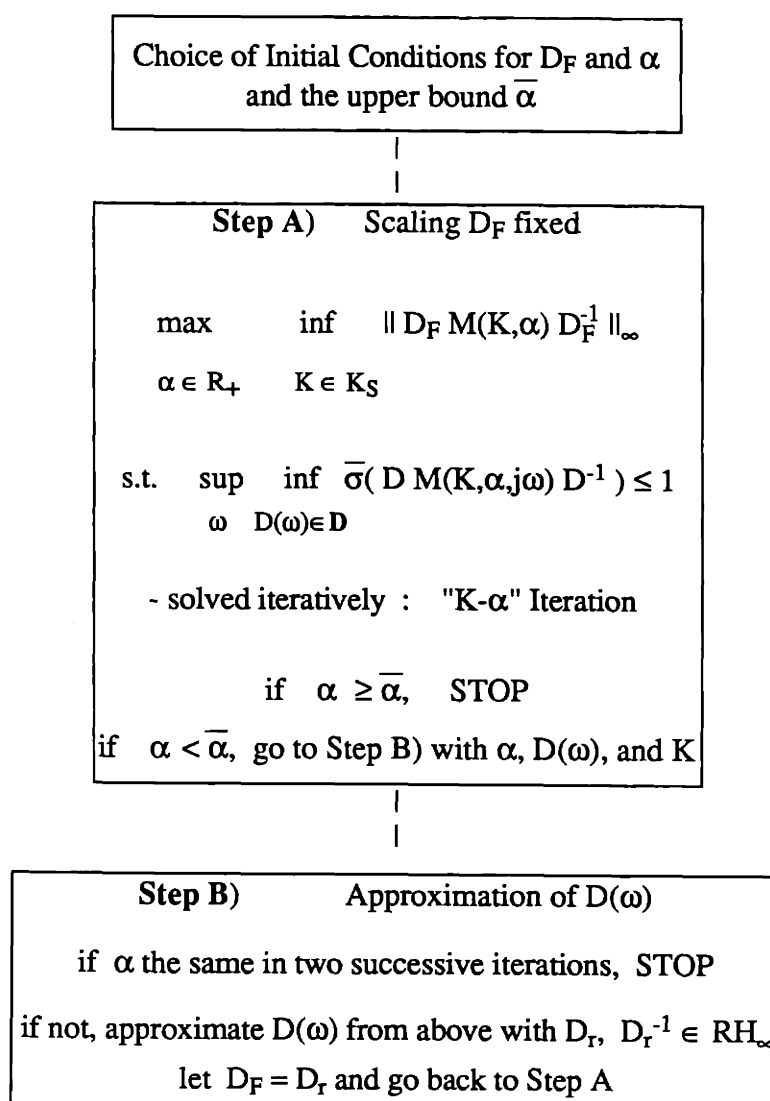 Choice of Initial Conditions for D_F and α
and the upper bound ᾱ
Step A) Scaling D_F fixed
max inf || D_F M(K,α) D_F^-1 ||_∞
α ∈ R_+ K ∈ K_S
s.t. sup inf σ̄( D M(K,α,jω) D^-1 ) ≤ 1
ω D(ω)∈D
- solved iteratively : "K-α" Iteration
if α ≥ ᾱ, STOP
if α < ᾱ, go to Step B) with α, D(ω), and K
Step B) Approximation of D(ω)
if α the same in two successive iterations, STOP
if not, approximate D(ω) from above with D_r, D_r^-1 ∈ RH_∞
let D_F = D_r and go back to Step A